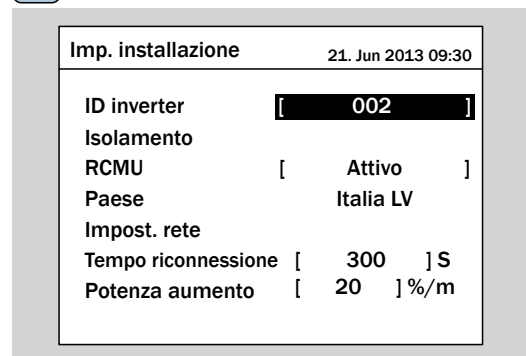 Imp. installazione 21. Jun 2013 09:30
ID inverter [ 002 ]
Isolamento
RCMU [ Attivo ]
Paese Italia LV
Impost. rete
Tempo riconnessione [ 300 ] S
Potenza aumento [ 20 ] %/m